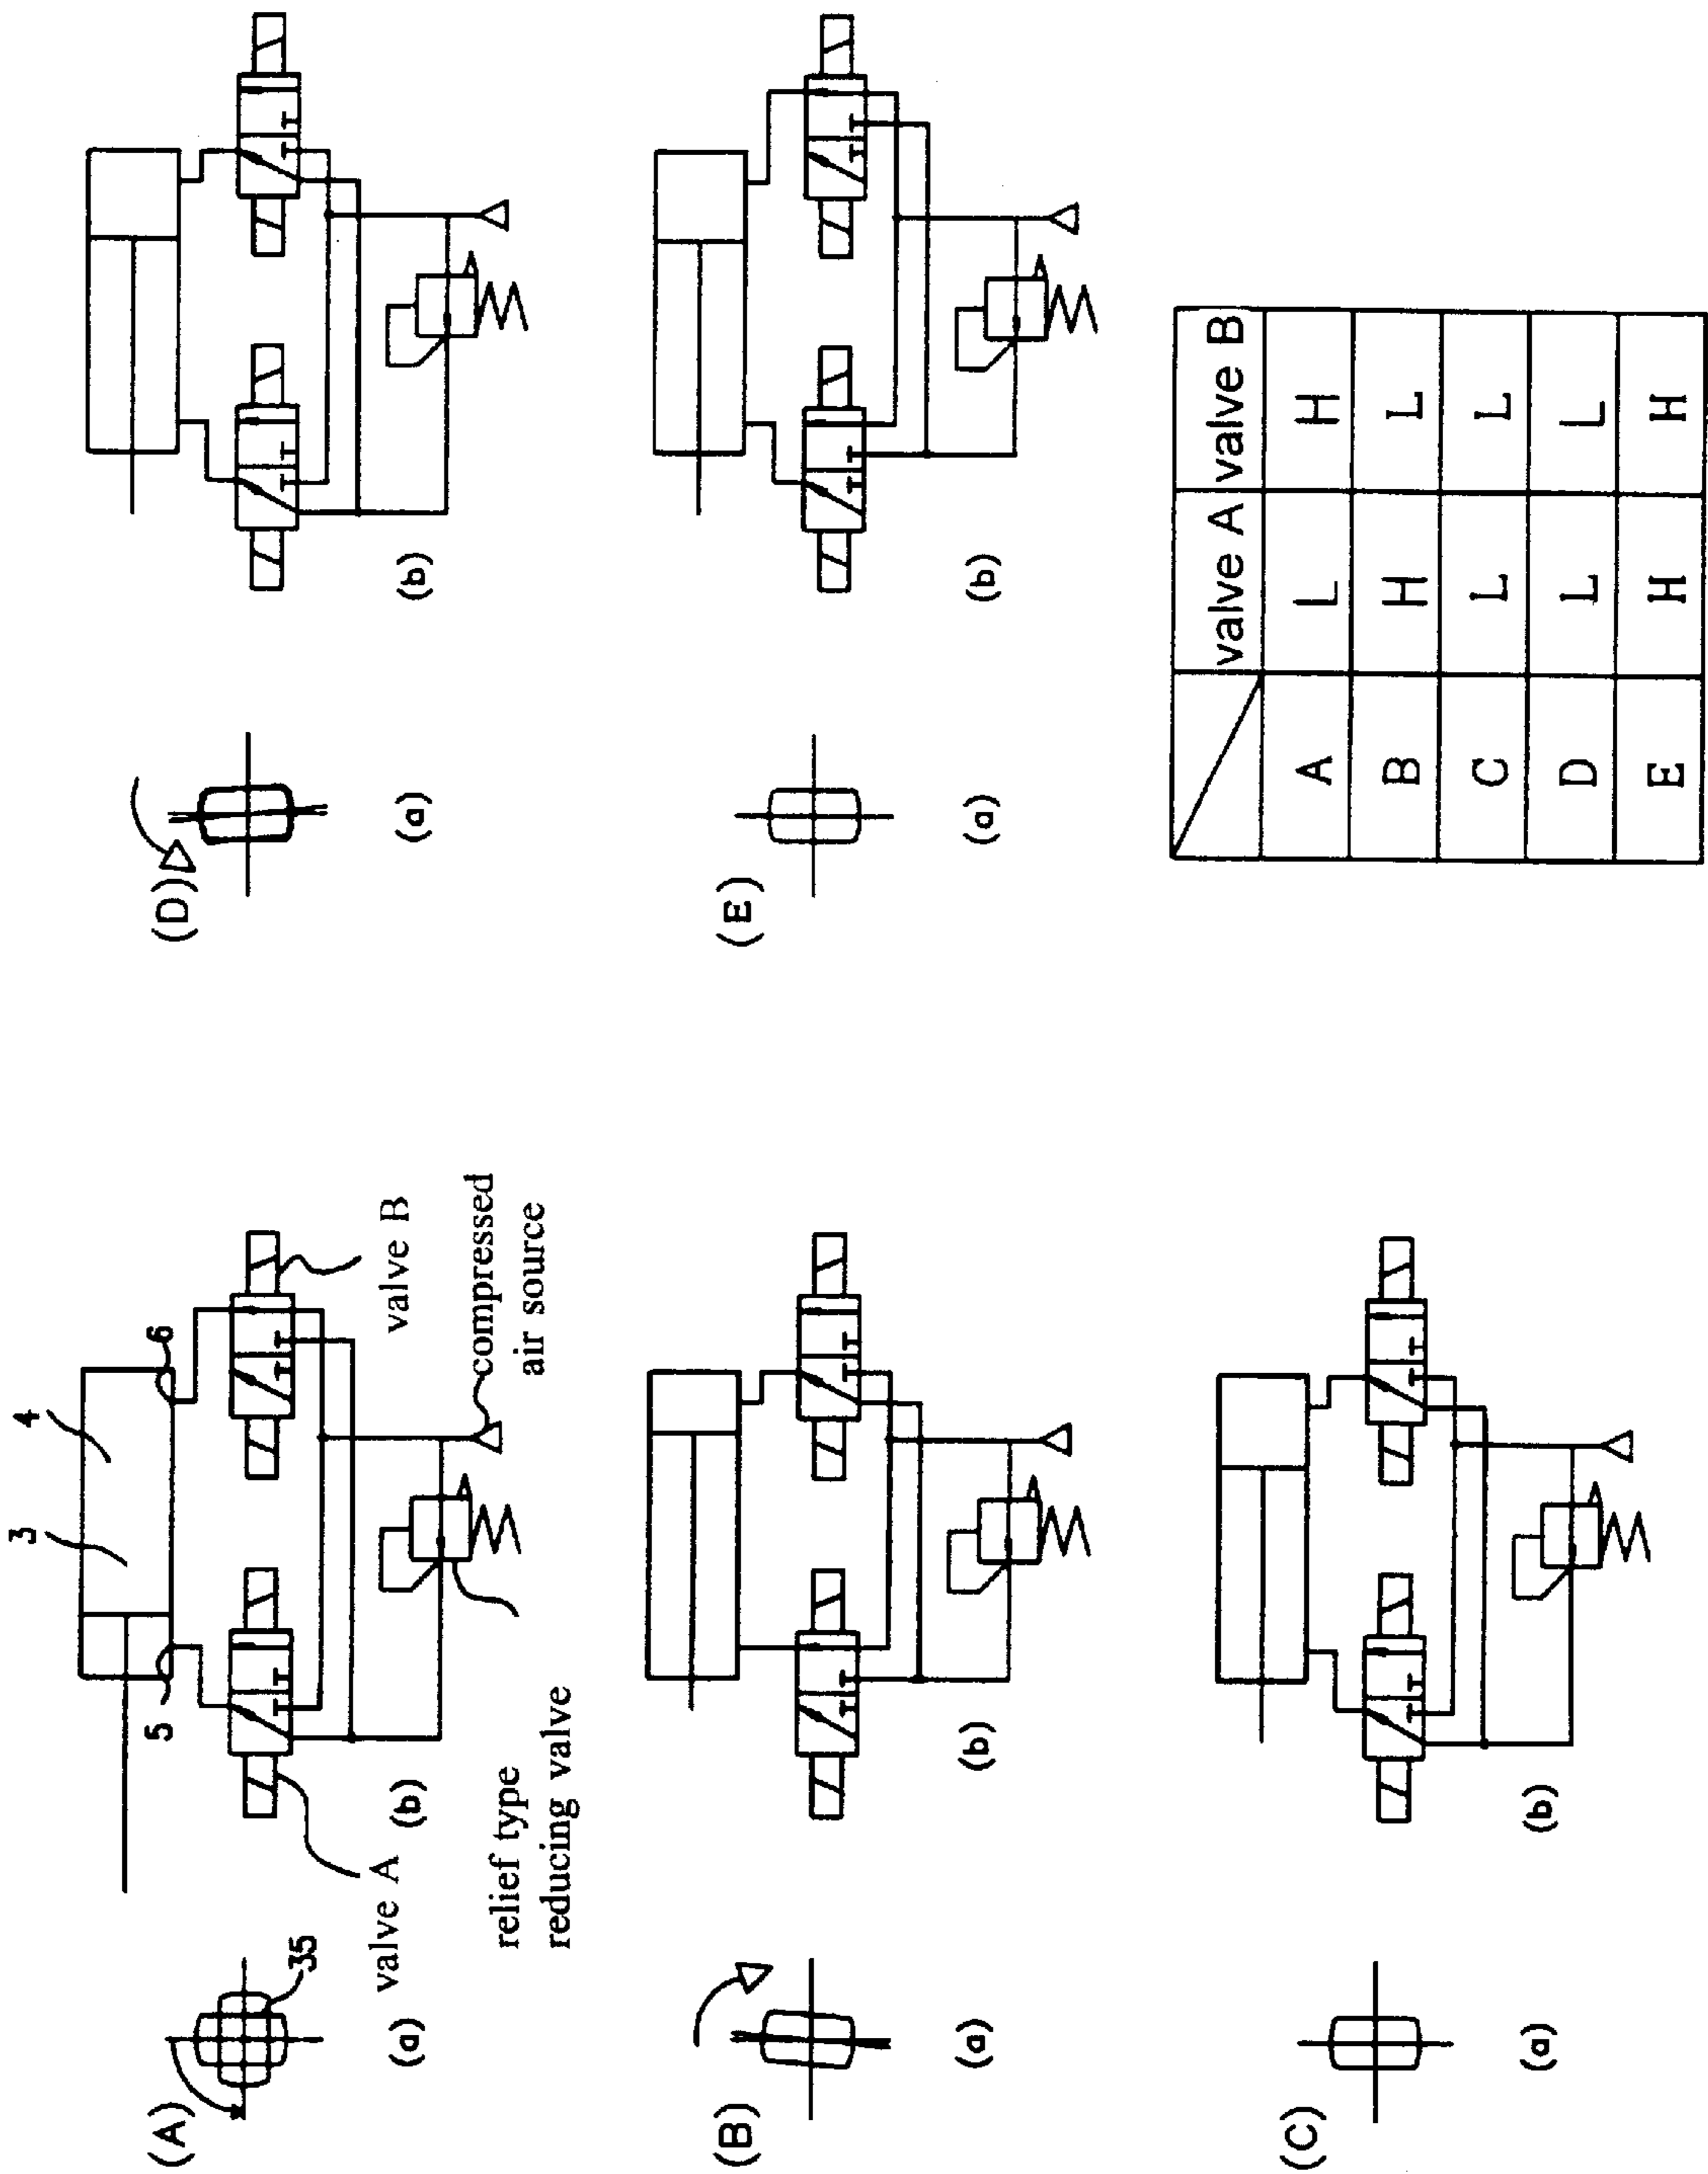 (A)
35
(a)
3
4
5
6
valve A
valve B
(b)
relief type
reducing valve
compressed
air source
(B)
(a)
(b)
(C)
(a)
(b)
(D)
(a)
(b)
(E)
(a)
(b)
valve A valve B
A L H
B H L
C L L
D L L
E H H